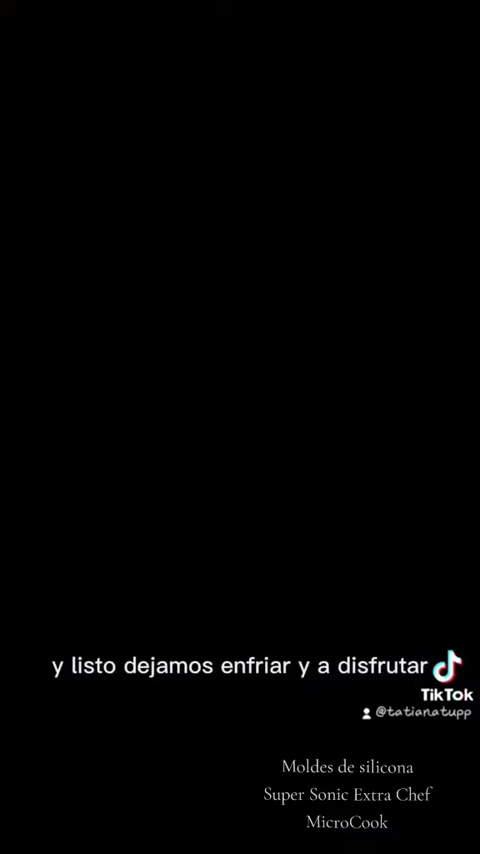 y listo dejamos enfriar y a disfrutar
TikTok
@tatianatupp
Moldes de silicona
Super Sonic Extra Chef
MicroCook